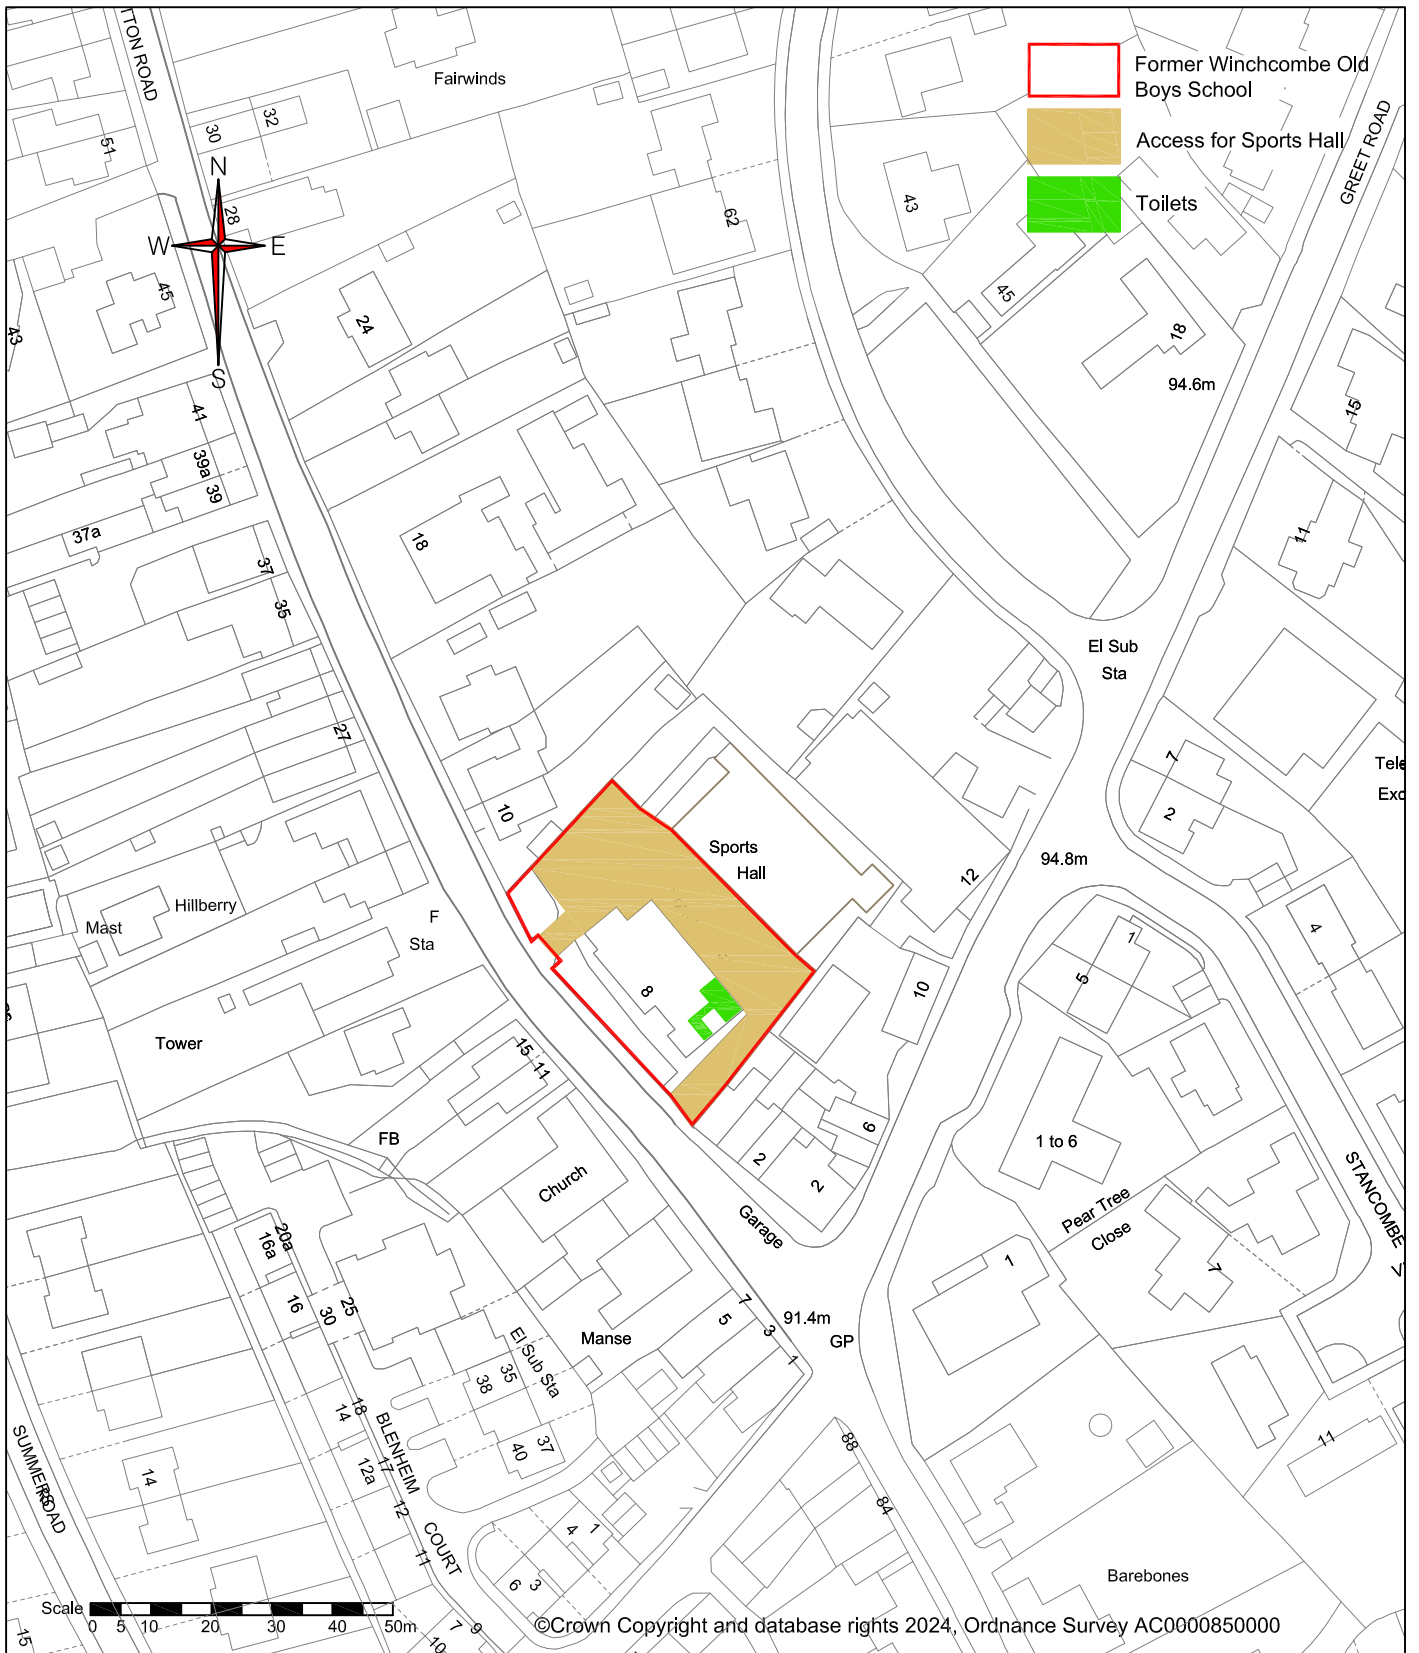 TTON ROAD
Fairwinds
Former Winchcombe Old
Boys School
Access for Sports Hall
Toilets
GREET ROAD
51
30
32
N
W
E
S
28
62
43
45
18
94.6m
15
45
43
24
41
39a
39
37a
37
35
18
11
El Sub
Sta
27
10
7
2
Tele
Exc
Sports
Hall
94.8m
12
Mast
Hillberry
F
Sta
4
1
5
8
10
Tower
15
11
FB
6
2
2
1 to 6
Church
Garage
Pear Tree
Close
STANCOMBE
20a
16a
16
30
25
1
7
7
5
3
1
91.4m
GP
Manse
El Sub Sta
35
38
37
40
18
14
17
12a
12
11
BLENHEIM
COURT
SUMMERS ROAD
14
88
84
11
4
1
6
3
Barebones
Scale
0 5 10 20 30 40 50m
15
10
7
9
©Crown Copyright and database rights 2024, Ordnance Survey AC0000850000